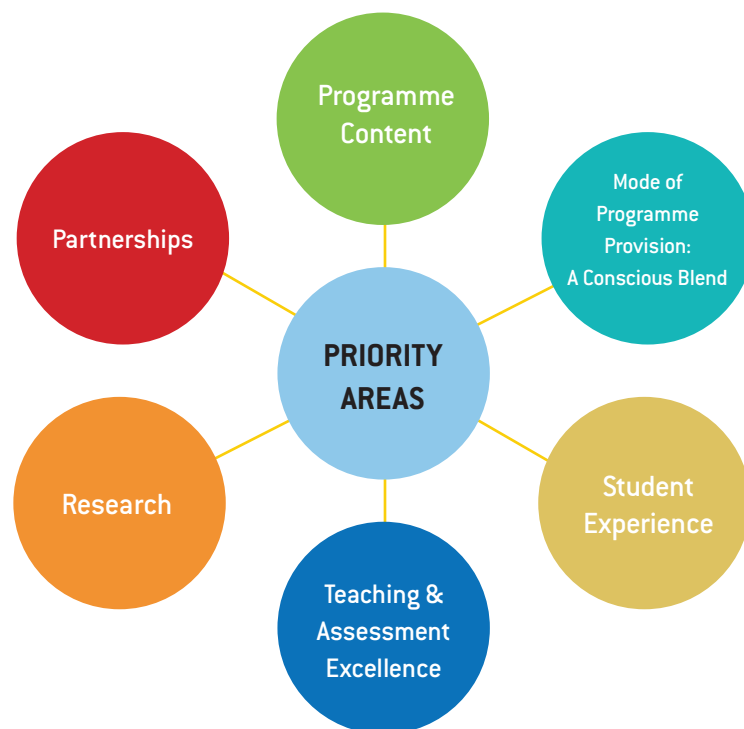 Programme
Content
Partnerships
Mode of
Programme
Provision:
A Conscious Blend
PRIORITY
AREAS
Research
Student
Experience
Teaching &
Assessment
Excellence